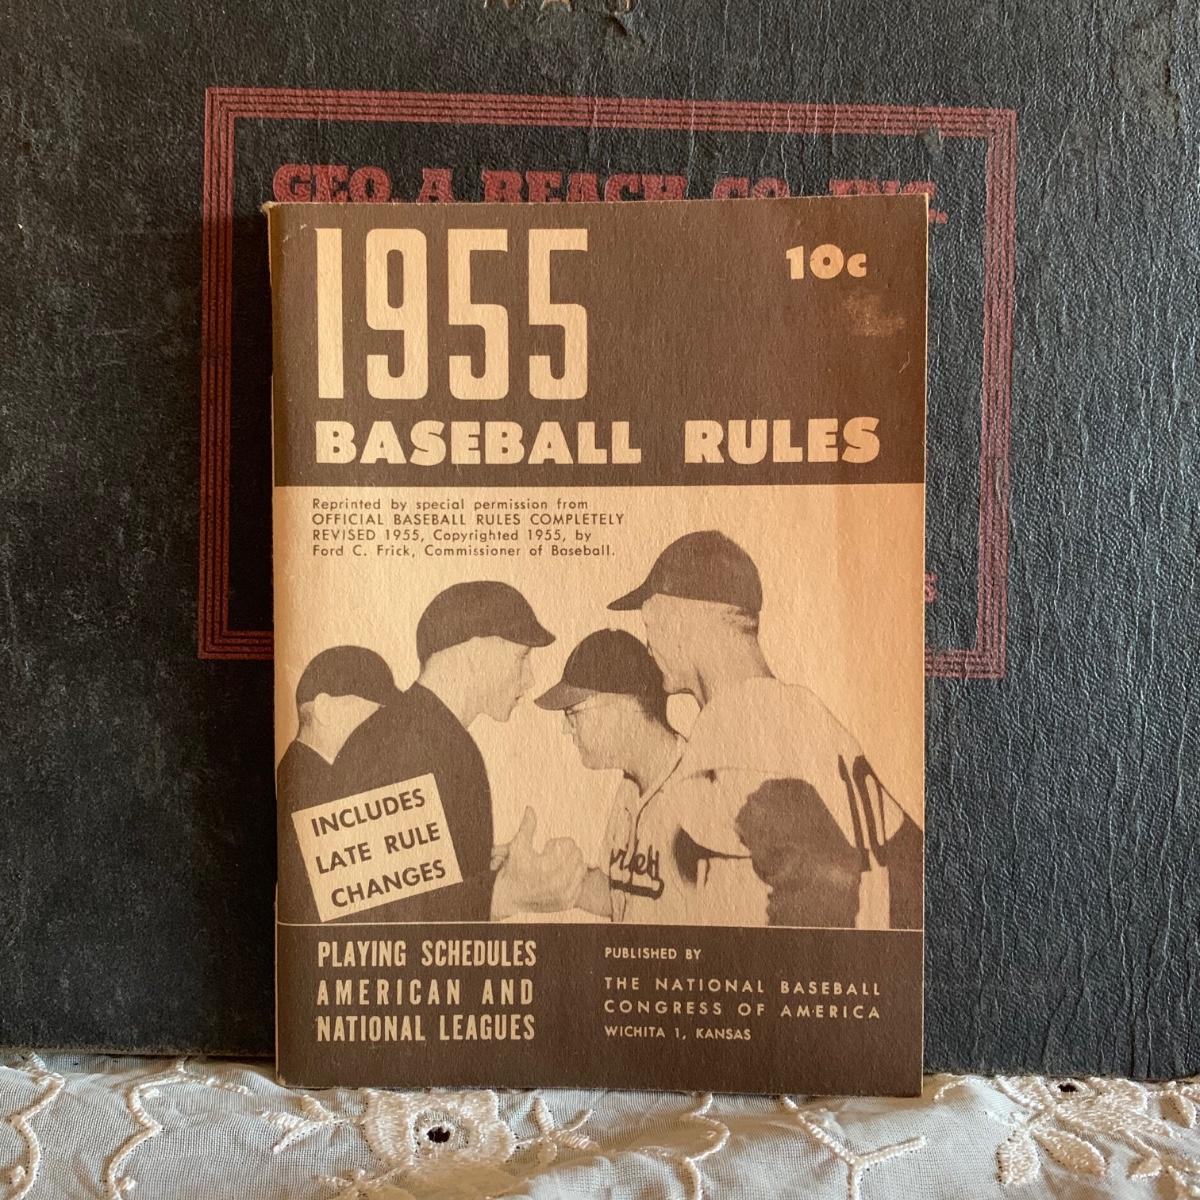 GEO. A. REACH CO. INC.
1955
10c
BASEBALL RULES
Reprinted by special permission from
OFFICIAL BASEBALL RULES COMPLETELY
REVISED 1955, Copyrighted 1955, by
Ford C. Frick, Commissioner of Baseball.
10
INCLUDES
LATE RULE
CHANGES
PLAYING SCHEDULES
AMERICAN AND
NATIONAL LEAGUES
PUBLISHED BY
THE NATIONAL BASEBALL
CONGRESS OF AMERICA
WICHITA 1, KANSAS